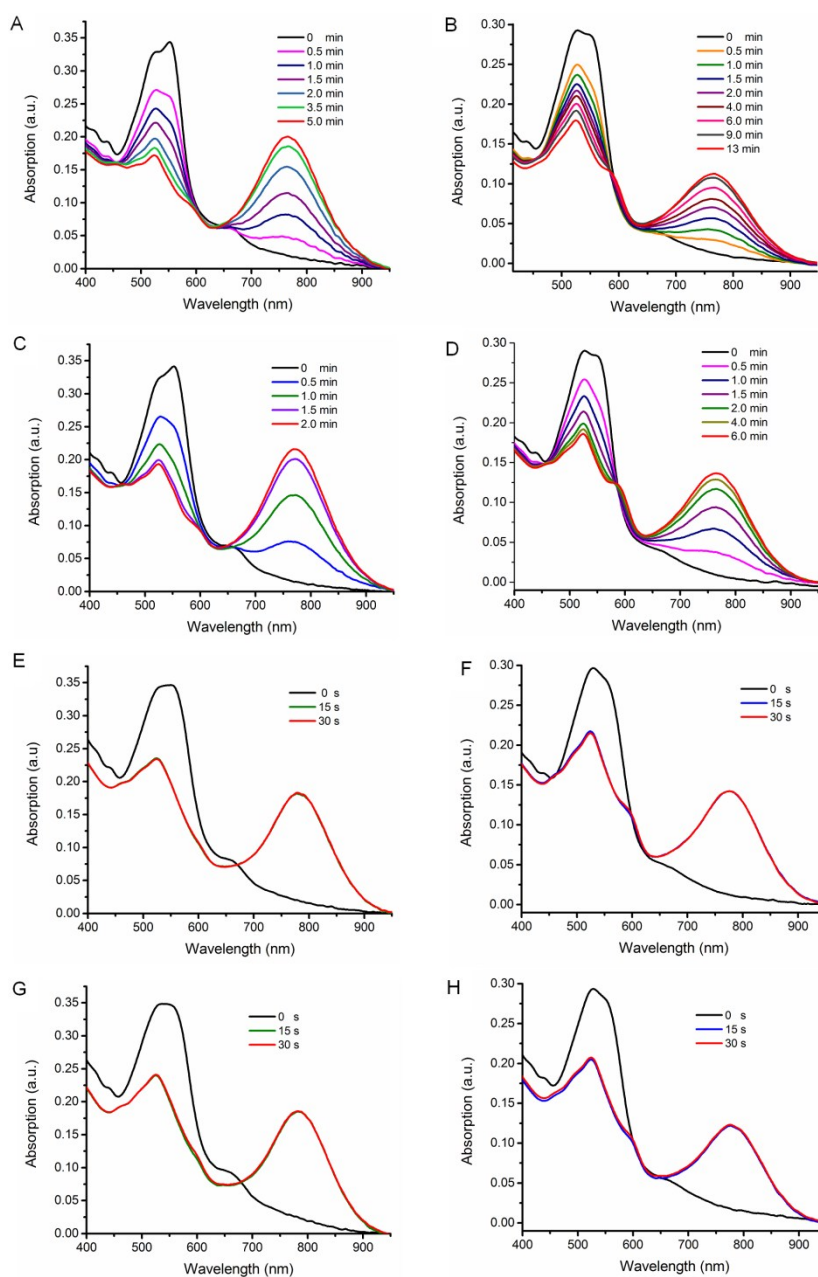 A
Absorption (a.u.)
0.35
0.30
0.25
0.20
0.15
0.10
0.05
0.00
0 min
0.5 min
1.0 min
1.5 min
2.0 min
3.5 min
5.0 min
400 500 600 700 800 900
Wavelength (nm)
B
Absorption (a.u.)
0.30
0.25
0.20
0.15
0.10
0.05
0.00
0 min
0.5 min
1.0 min
1.5 min
2.0 min
4.0 min
6.0 min
9.0 min
13 min
500 600 700 800 900
Wavelength (nm)
C
Absorption (a.u.)
0.35
0.30
0.25
0.20
0.15
0.10
0.05
0.00
0 min
0.5 min
1.0 min
1.5 min
2.0 min
400 500 600 700 800 900
Wavelength (nm)
D
Absorption (a.u.)
0.30
0.25
0.20
0.15
0.10
0.05
0.00
0 min
0.5 min
1.0 min
1.5 min
2.0 min
4.0 min
6.0 min
400 500 600 700 800 900
Wavelength (nm)
E
Absorption (a.u)
0.35
0.30
0.25
0.20
0.15
0.10
0.05
0.00
0 s
15 s
30 s
400 500 600 700 800 900
Wavelength (nm)
F
Absorption (a.u.)
0.30
0.25
0.20
0.15
0.10
0.05
0.00
0 s
15 s
30 s
400 500 600 700 800 900
Wavelength (nm)
G
Absorption (a.u.)
0.35
0.30
0.25
0.20
0.15
0.10
0.05
0.00
0 s
15 s
30 s
400 500 600 700 800 900
Wavelength (nm)
H
Absorption (a.u.)
0.30
0.25
0.20
0.15
0.10
0.05
0.00
0 s
15 s
30 s
400 500 600 700 800 900
Wavelength (nm)